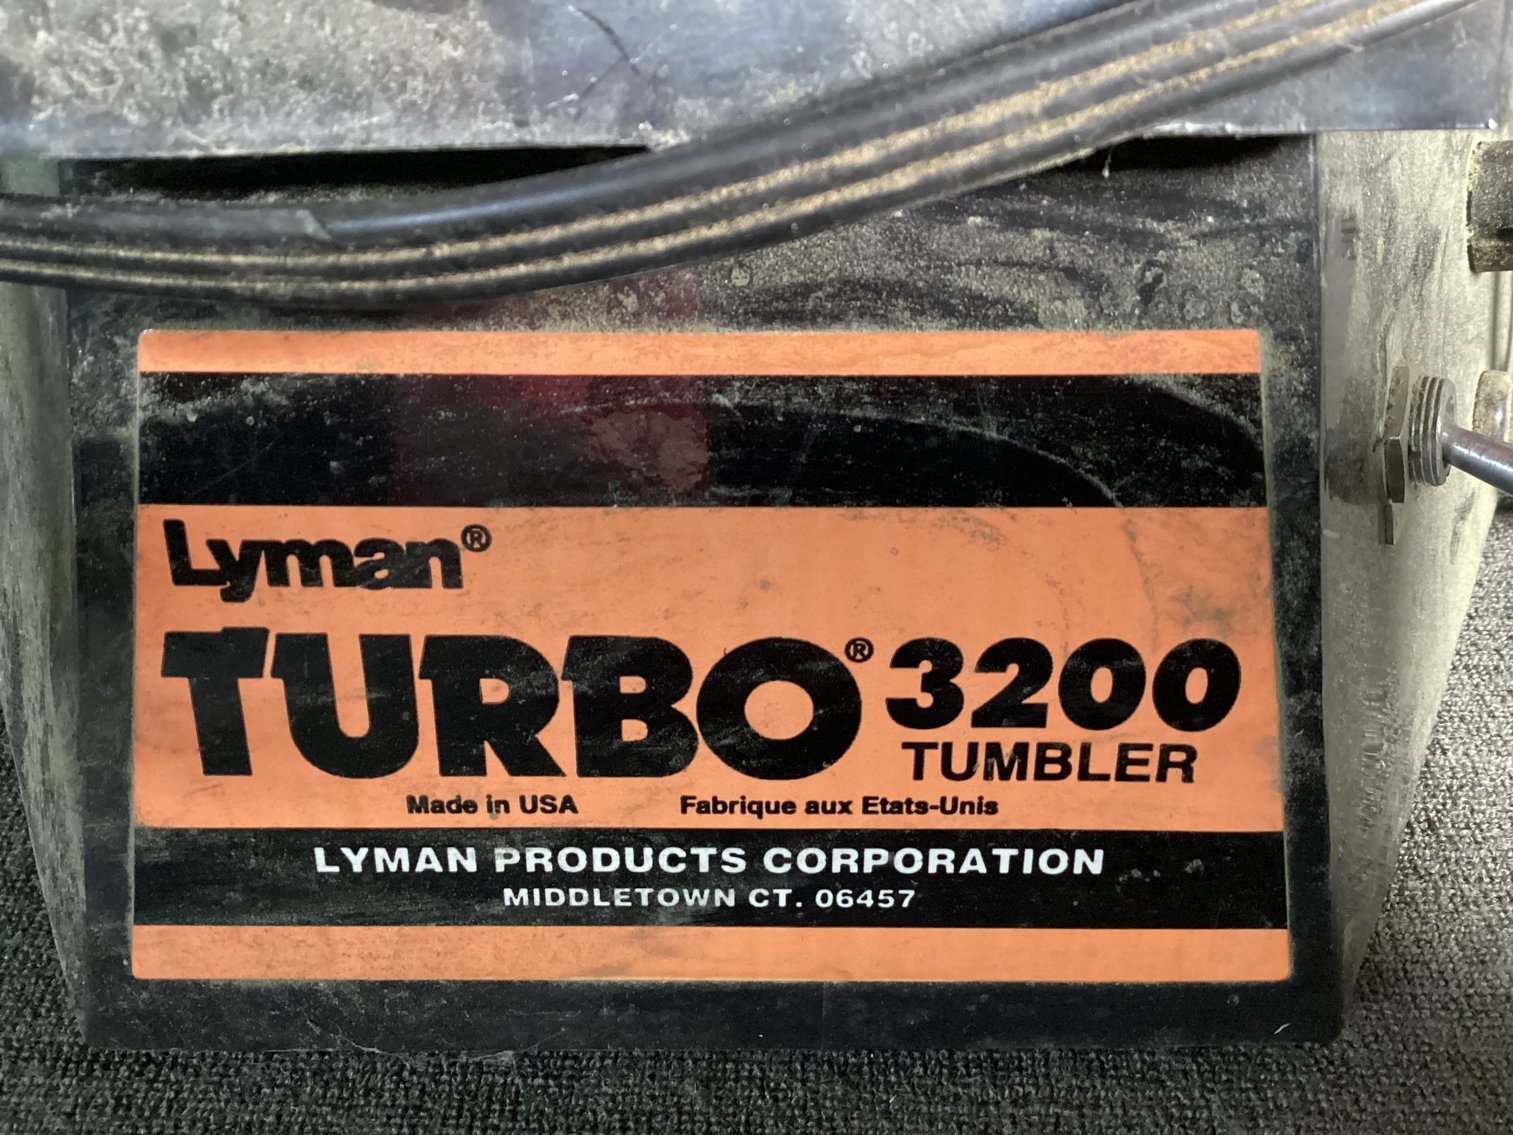 Lyman®
TURBO® 3200
TUMBLER
Made in USA Fabrique aux Etats-Unis
LYMAN PRODUCTS CORPORATION
MIDDLETOWN CT. 06457